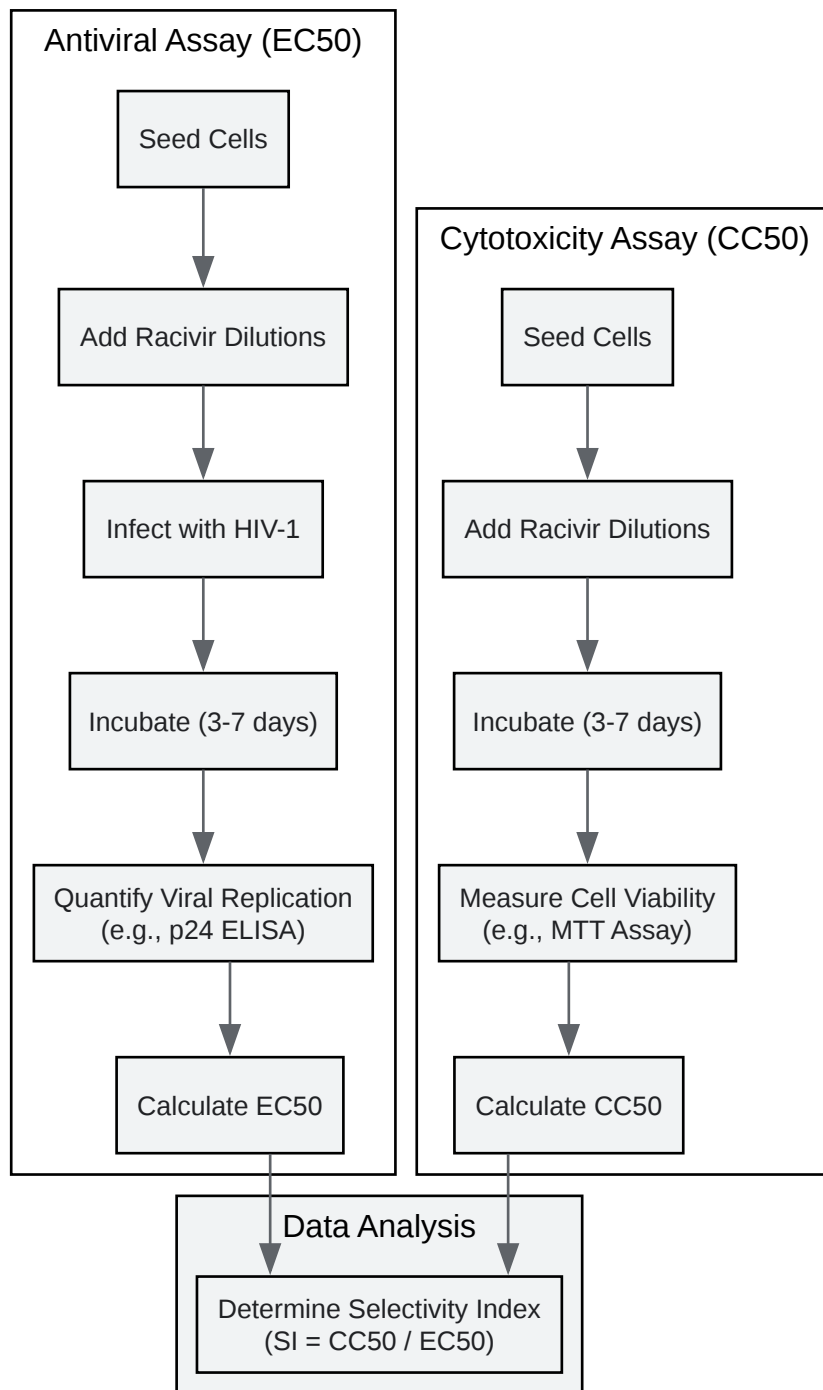 Antiviral Assay (EC50)
Seed Cells
Add Racivir Dilutions
Infect with HIV-1
Incubate (3-7 days)
Quantify Viral Replication
(e.g., p24 ELISA)
Calculate EC50
Cytotoxicity Assay (CC50)
Seed Cells
Add Racivir Dilutions
Incubate (3-7 days)
Measure Cell Viability
(e.g., MTT Assay)
Calculate CC50
Data Analysis
Determine Selectivity Index
(SI = CC50 / EC50)